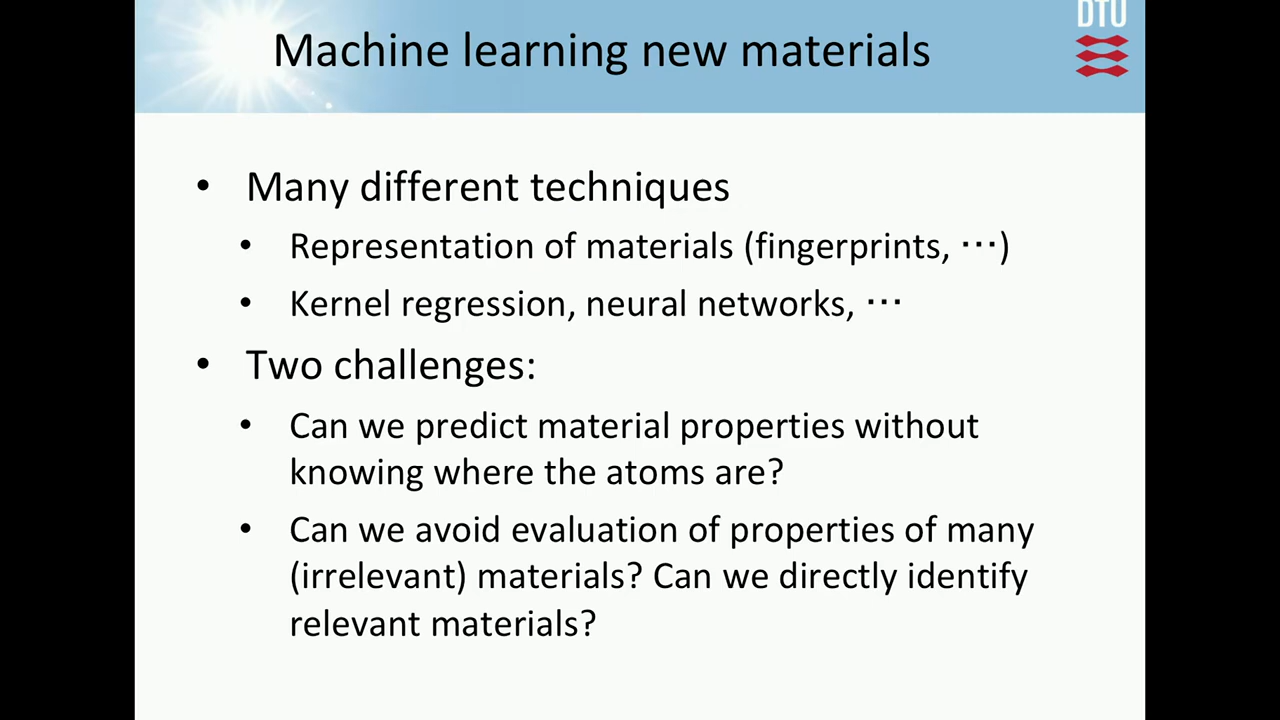 DTU
Machine learning new materials
• Many different techniques
• Representation of materials (fingerprints, ⋯)
• Kernel regression, neural networks, ⋯
• Two challenges:
• Can we predict material properties without
knowing where the atoms are?
• Can we avoid evaluation of properties of many
(irrelevant) materials? Can we directly identify
relevant materials?